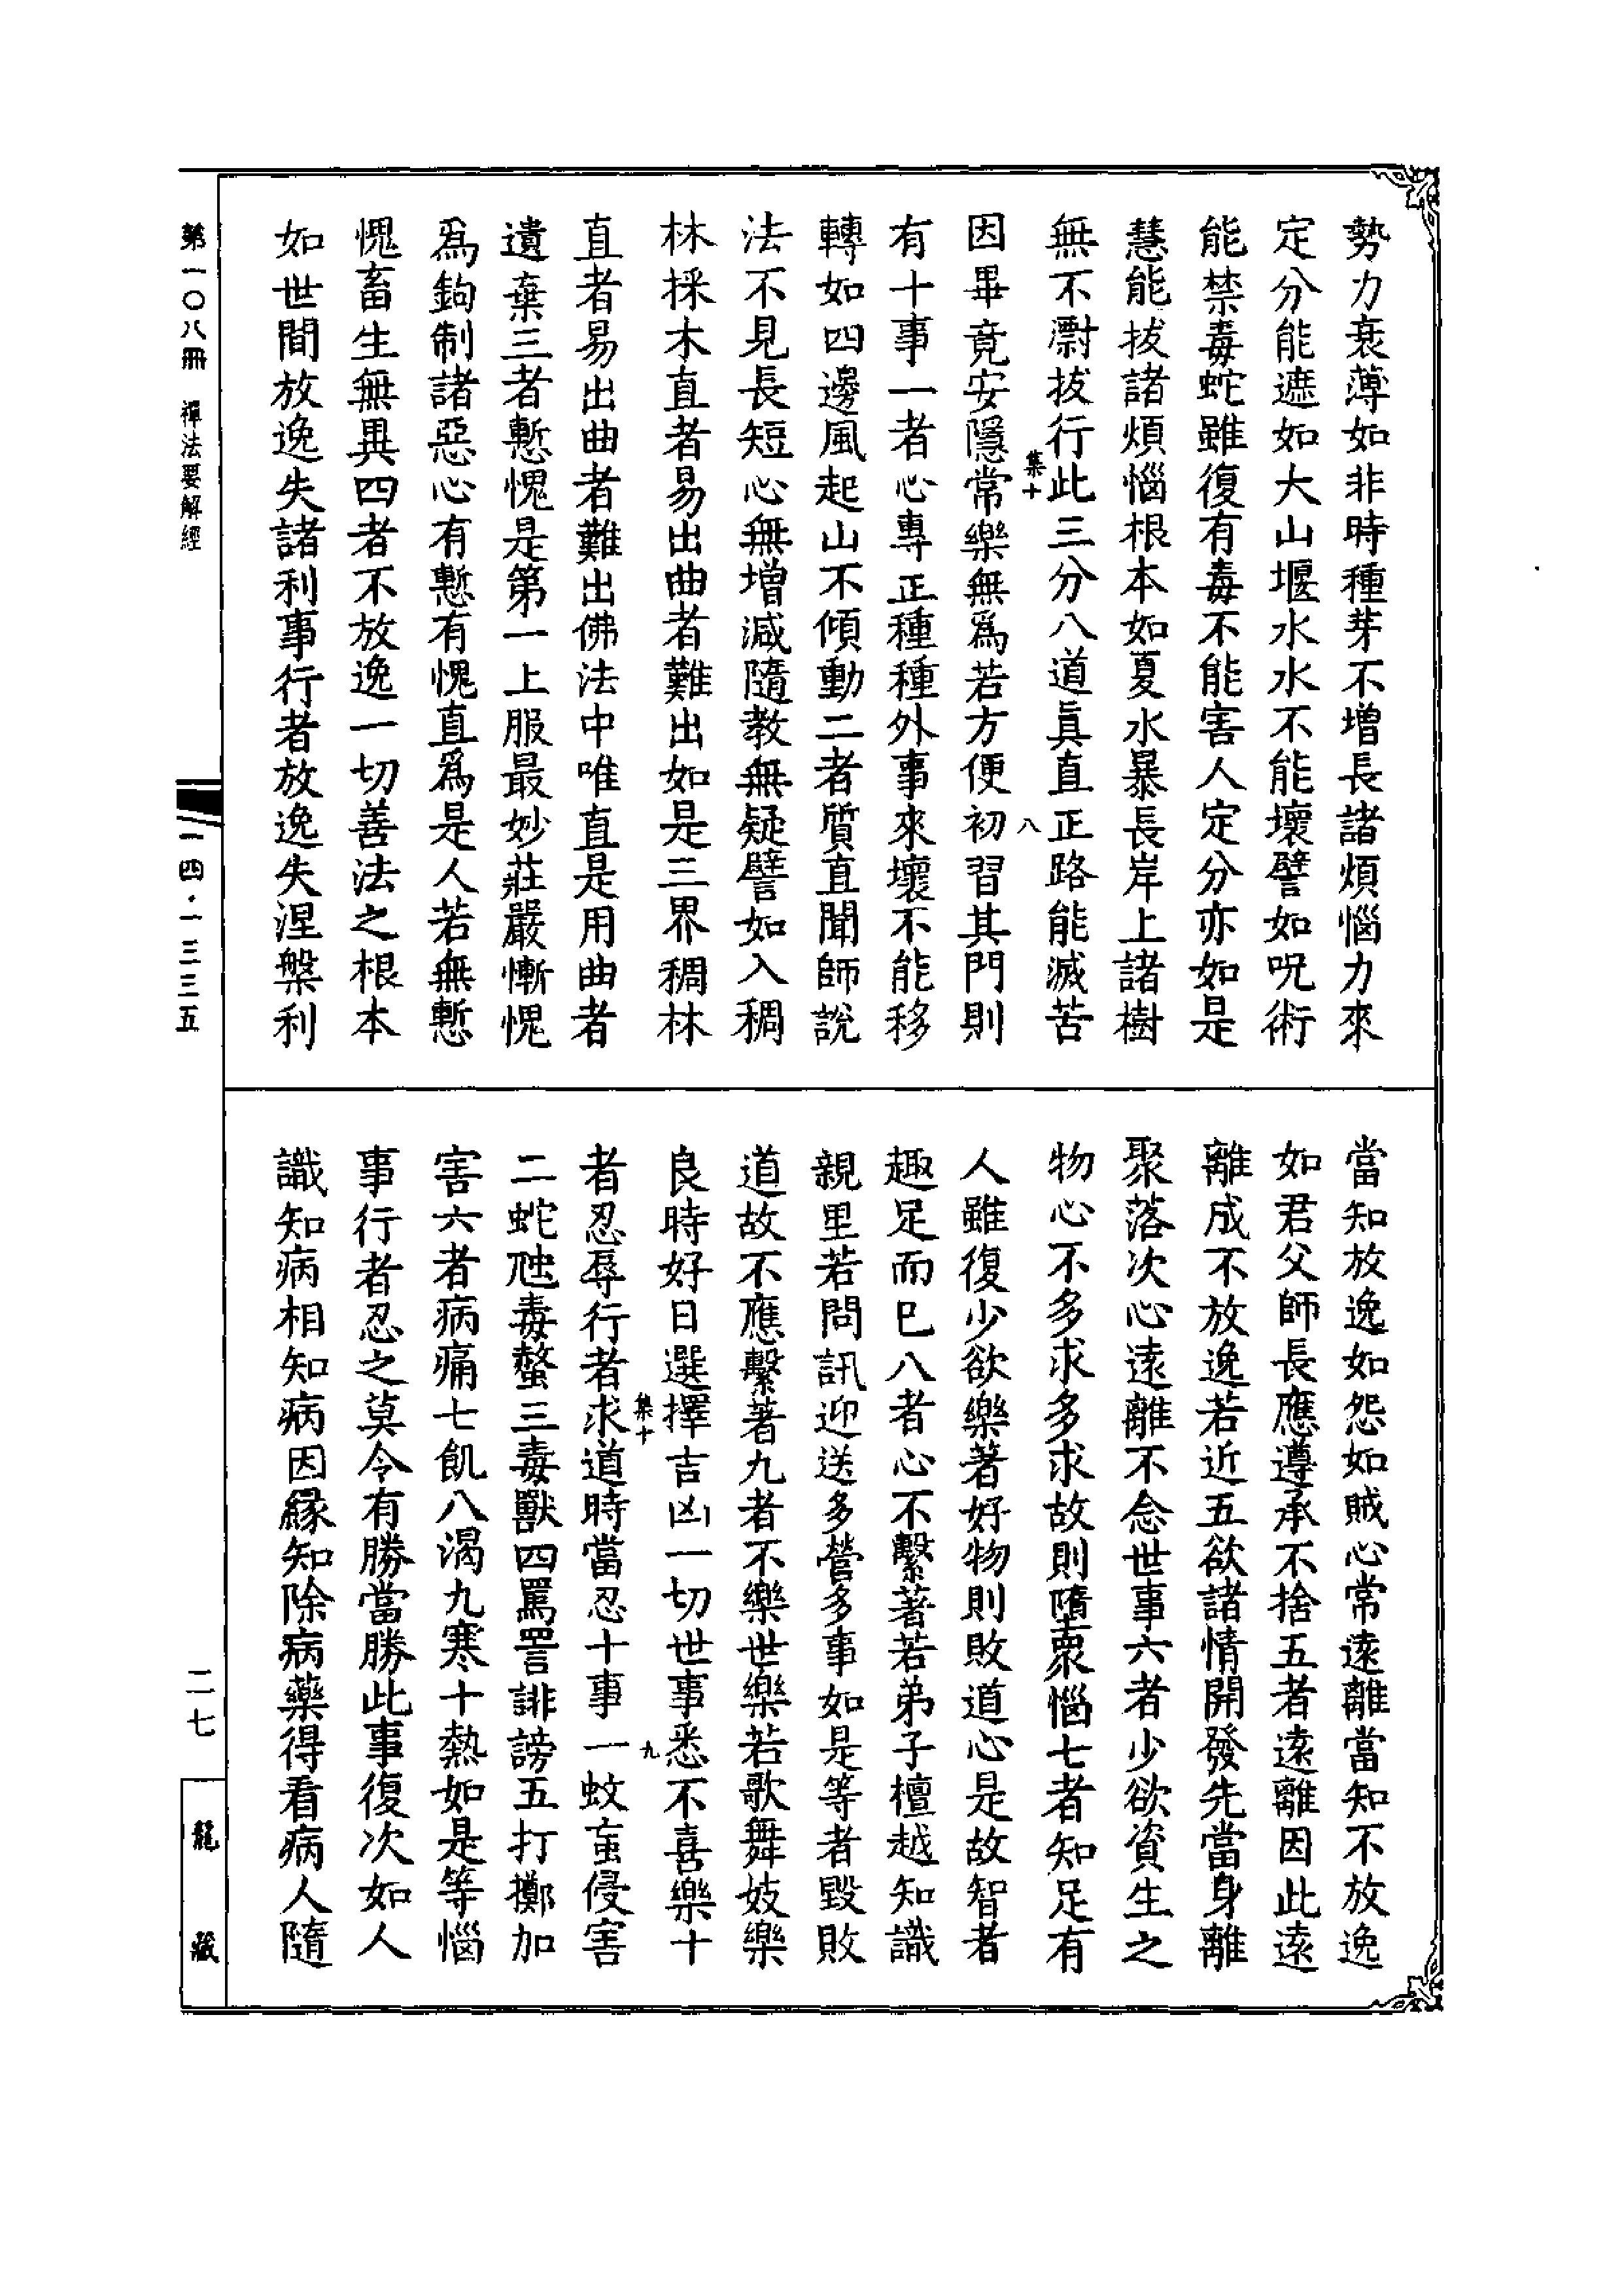 勢力衰薄如非時種芽不增長諸煩惱力來
定分能遮如大山堰水水不能壞譬如呪術
能禁毒蛇雖復有毒不能害人定分亦如是
慧能拔諸煩惱根本如夏水暴長岸上諸樹
無不漂拔行此三分八道真直正路能滅苦
集十
八
因畢竟安隱常樂無為若方便初習其門則
有十事一者心專正種種外事來壞不能移
轉如四邊風起山不傾動二者質直聞師說
法不見長短心無增減隨教無疑譬如入稠
林採木直者易出曲者難出如是三界稠林
直者易出曲者難出佛法中唯直是用曲者
遺棄三者慙愧是第一上服最妙莊嚴慚愧
為鉤制諸惡心有慙有愧直為是人若無慙
愧畜生無異四者不放逸一切善法之根本
如世間放逸失諸利事行者放逸失涅槃利
當知放逸如怨如賊心常遠離當知不放逸
如君父師長應遵承不捨五者遠離因此遠
離成不放逸若近五欲諸情開發先當身離
聚落次心遠離不念世事六者少欲資生之
物心不多求多求故則墮衆惱七者知足有
人雖復少欲樂著好物則敗道心是故智者
趣足而已八者心不繫著若弟子檀越知識
親里若問訊迎送多營多事如是等者毀敗
道故不應繫著九者不樂世樂若歌舞妓樂
良時好日選擇吉凶一切世事悉不喜樂十
集十
九
者忍辱行者求道時當忍十事一蚊䖟侵害
二蛇虺毒螫三毒獸四罵詈誹謗五打擲加
害六者病痛七飢八渴九寒十熱如是等惱
事行者忍之莫令有勝當勝此事復次如人
識知病相知病因緣知除病藥得看病人隨
第一〇八冊 禪法要解經
一四·一三三五
二七
龍藏